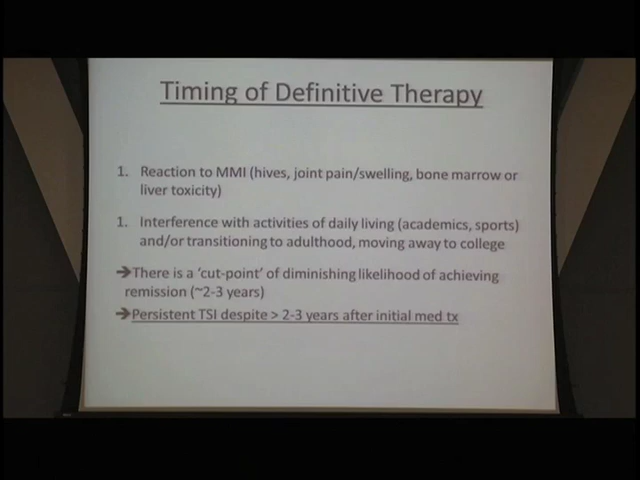 Timing of Definitive Therapy
1. Reaction to MMI (hives, joint pain/swelling, bone marrow or
liver toxicity)
1. Interference with activities of daily living (academics, sports)
and/or transitioning to adulthood, moving away to college
➔There is a 'cut-point' of diminishing likelihood of achieving
remission (~2-3 years)
➔Persistent TSI despite > 2-3 years after initial med tx